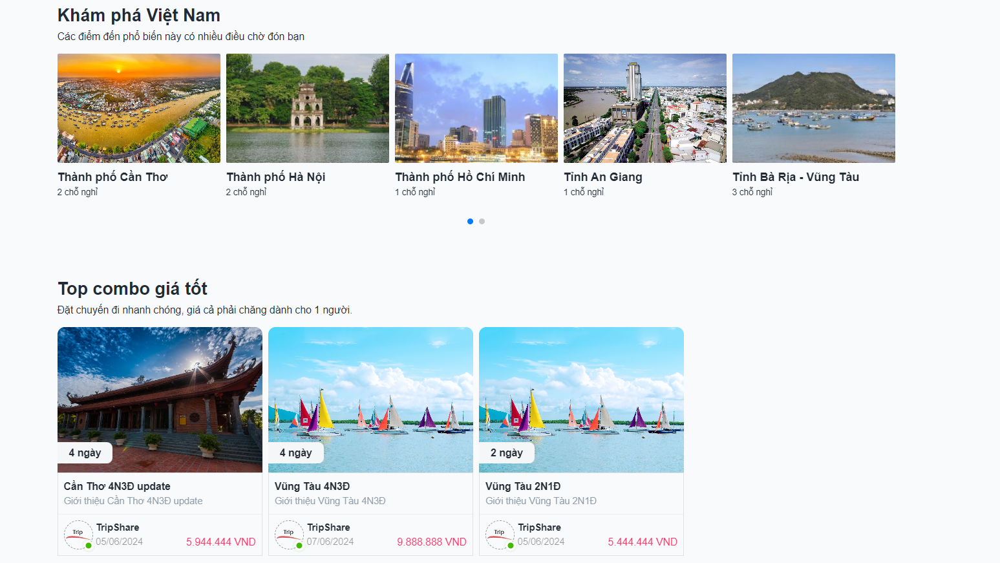 Khám phá Việt Nam
Các điểm đến phổ biến này có nhiều điều chờ đón bạn
Thành phố Cần Thơ
2 chỗ nghỉ
Thành phố Hà Nội
2 chỗ nghỉ
Thành phố Hồ Chí Minh
1 chỗ nghỉ
Tỉnh An Giang
1 chỗ nghỉ
Tỉnh Bà Rịa - Vũng Tàu
3 chỗ nghỉ
Top combo giá tốt
Đặt chuyến đi nhanh chóng, giá cả phải chăng dành cho 1 người.
4 ngày
Cần Thơ 4N3Đ update
Giới thiệu Cần Thơ 4N3Đ update
Trip
TripShare
05/06/2024
5.944.444 VND
4 ngày
Vũng Tàu 4N3Đ
Giới thiệu Vũng Tàu 4N3Đ
Trip
TripShare
07/06/2024
9.888.888 VND
2 ngày
Vũng Tàu 2N1Đ
Giới thiệu Vũng Tàu 2N1Đ
Trip
TripShare
05/06/2024
5.444.444 VND